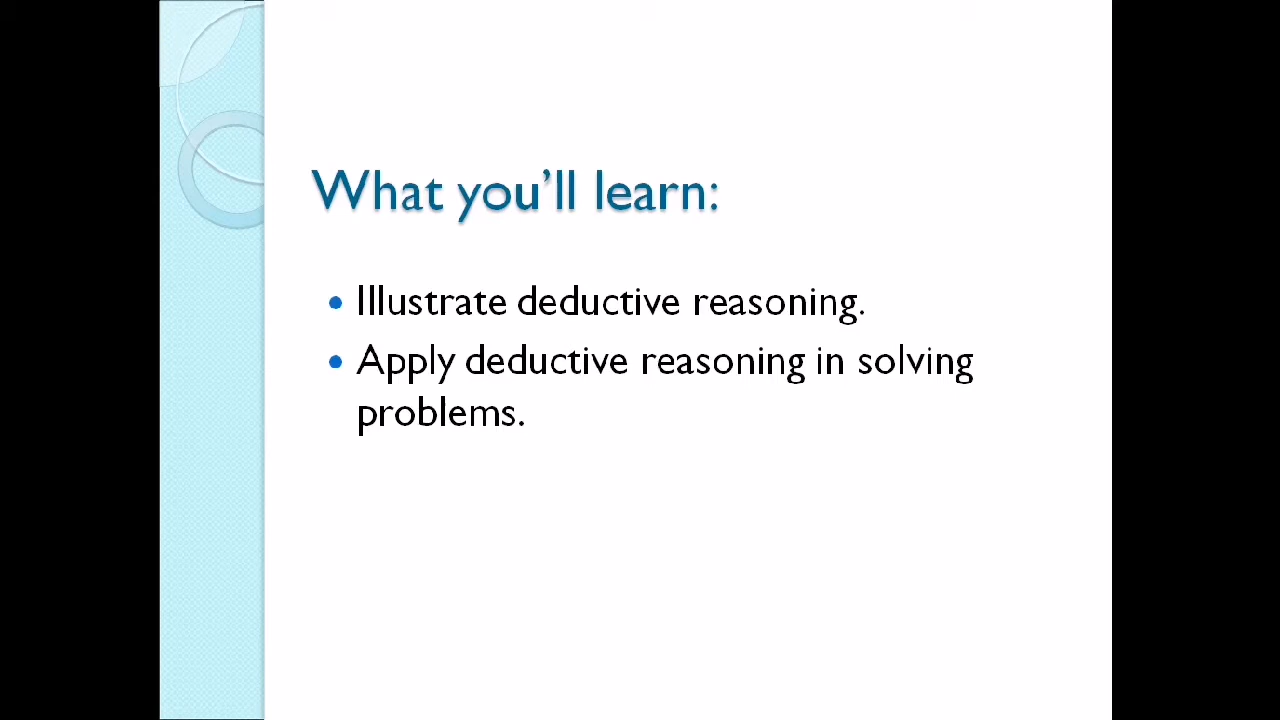 What you’ll learn:
• Illustrate deductive reasoning.
• Apply deductive reasoning in solving
problems.